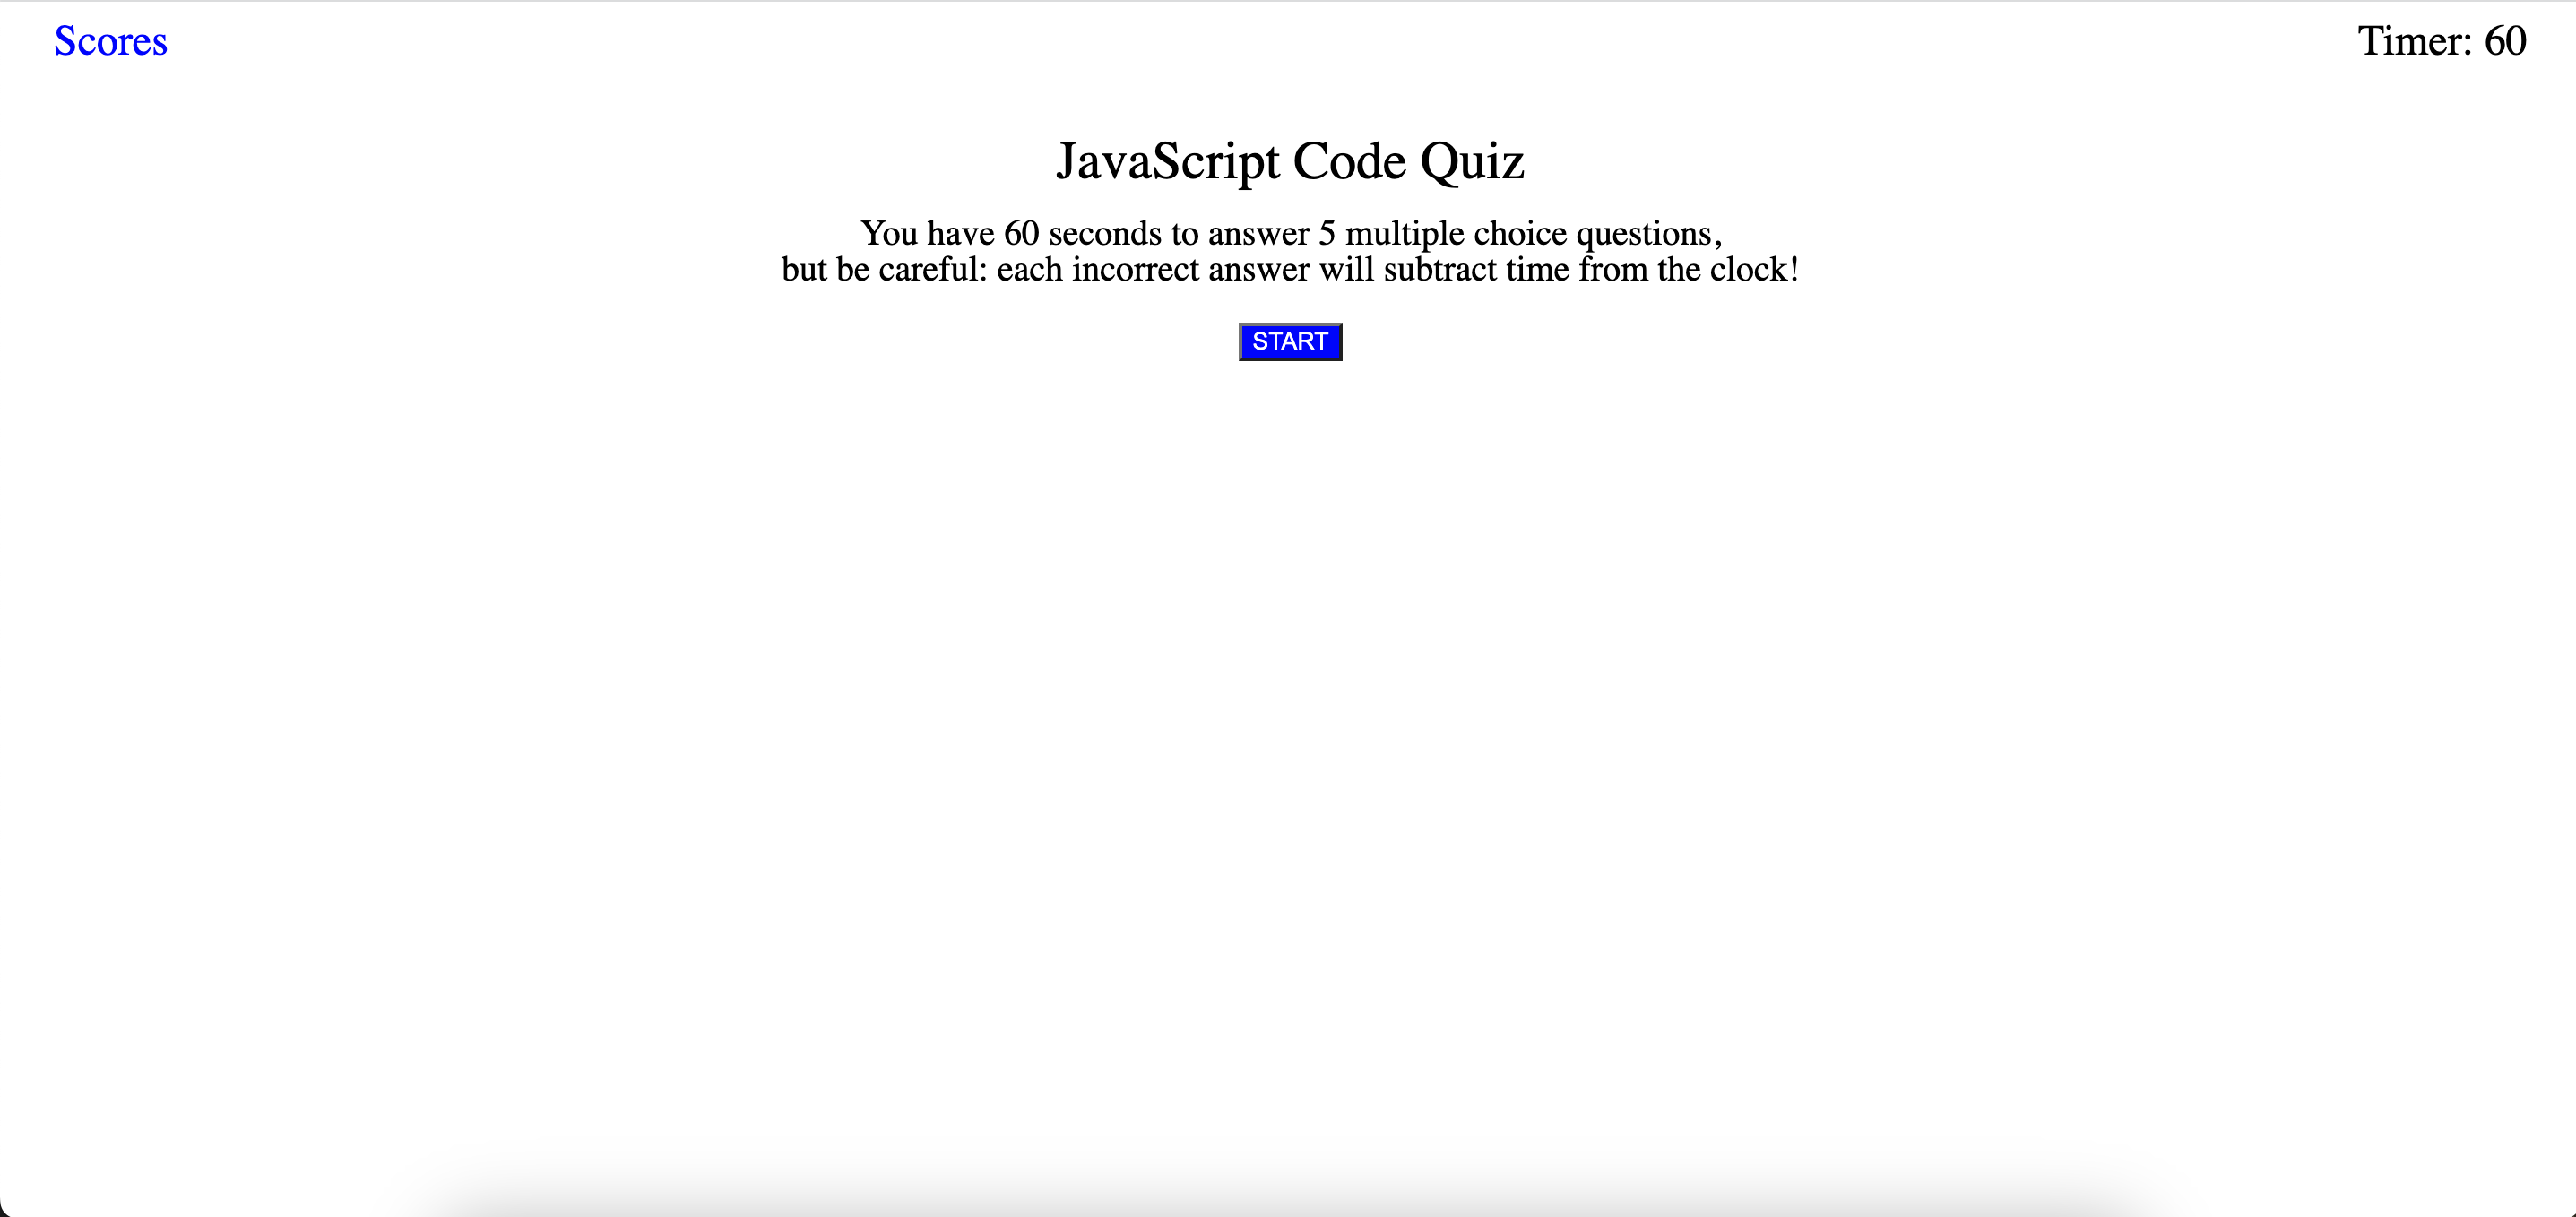 Scores
Timer: 60
JavaScript Code Quiz
You have 60 seconds to answer 5 multiple choice questions,
but be careful: each incorrect answer will subtract time from the clock!
START